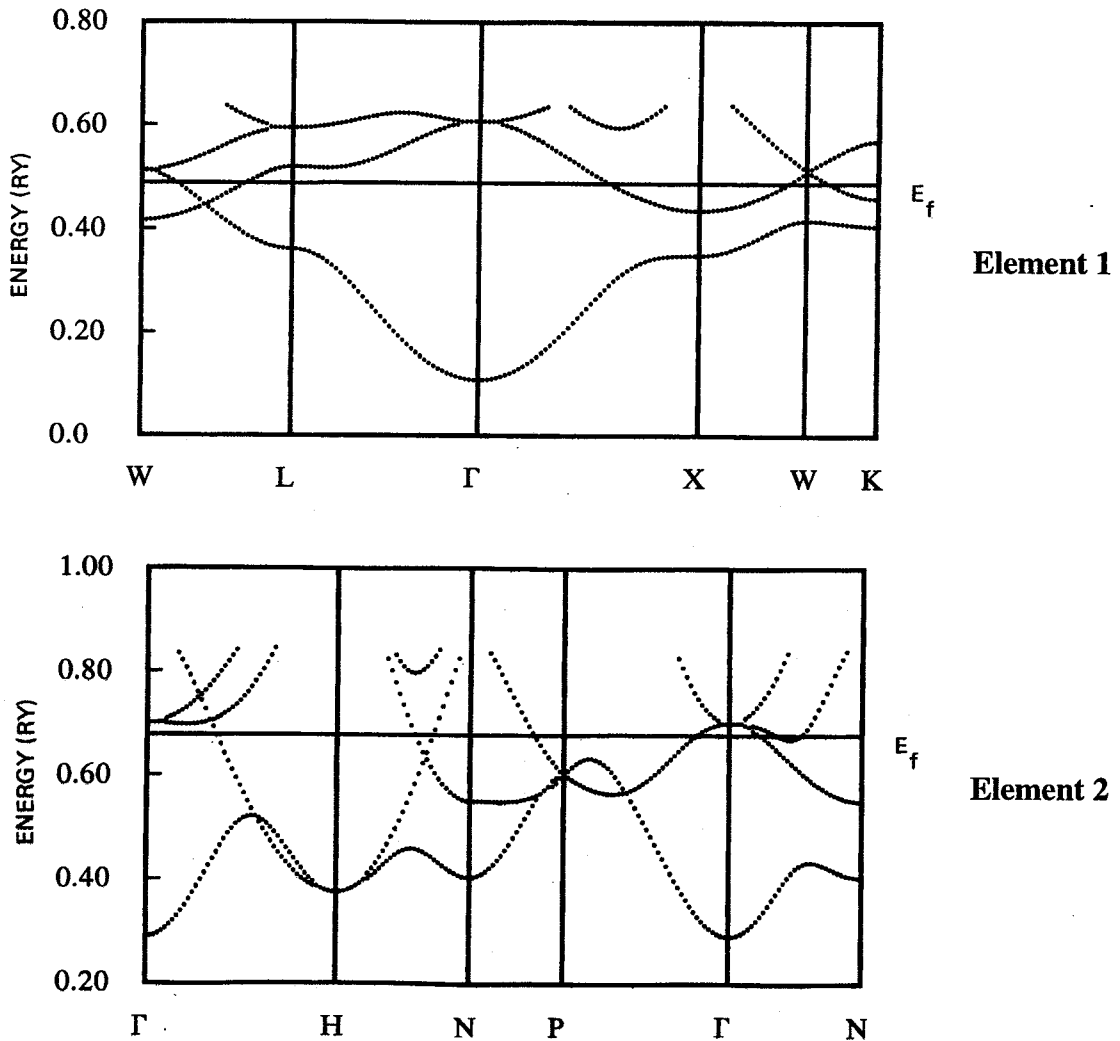 0.80
0.60
0.40
0.20
0.0
ENERGY (RY)
W L Γ X W K
E_f
Element 1
1.00
0.80
0.60
0.40
0.20
ENERGY (RY)
Γ H N P Γ N
E_f
Element 2